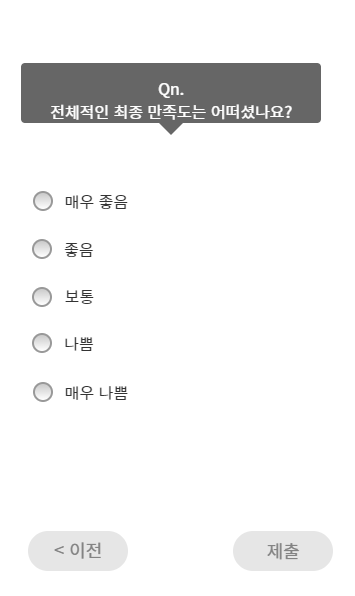 Qn.
전체적인 최종 만족도는 어떠셨나요?
매우 좋음
좋음
보통
나쁨
매우 나쁨
< 이전
제출